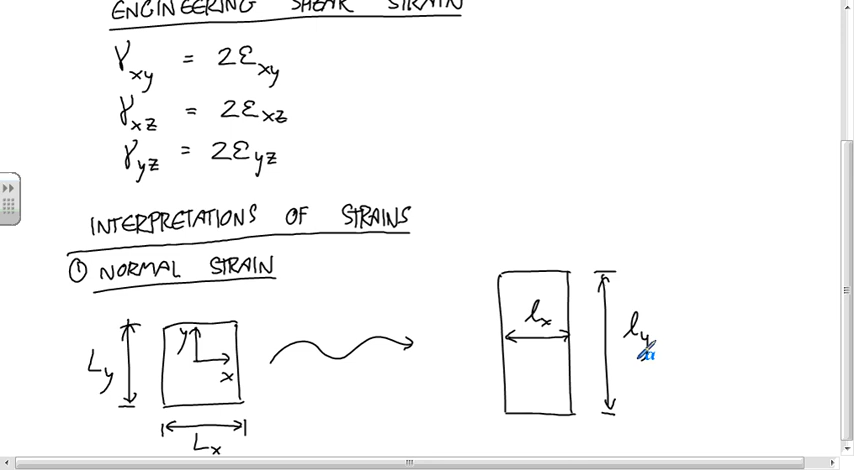 ENGINEERING SHEAR STRAIN
γxy = 2εxy
γxz = 2εxz
γyz = 2εyz
INTERPRETATIONS OF STRAINS
① NORMAL STRAIN
Ly
y
x
Lx
lx
ly